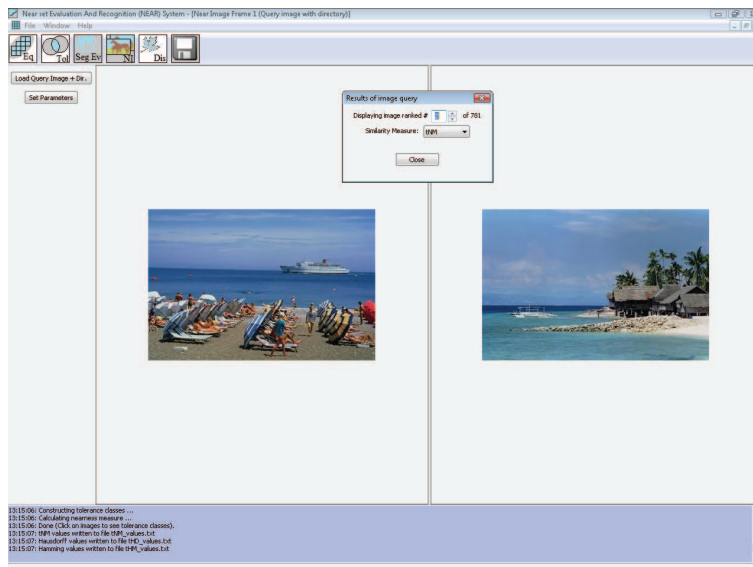 Near set Evaluation And Recognition (NEAR) System - [Near Image Frame 1 (Query image with directory)]
File Window Help
Eq Tol Seg Ev NI Dis
Load Query Image + Dir.
Set Parameters
Results of image query
Displaying image ranked # of 781
Similarity Measure: tNM
Close
13:15:06: Constructing tolerance classes ...
13:15:06: Calculating nearness measure ...
13:15:06: Done (Click on images to see tolerance classes).
13:15:07: tNM values written to file tNM_values.txt
13:15:07: Hausdorff values written to file tHD_values.txt
13:15:07: Hamming values written to file tHM_values.txt